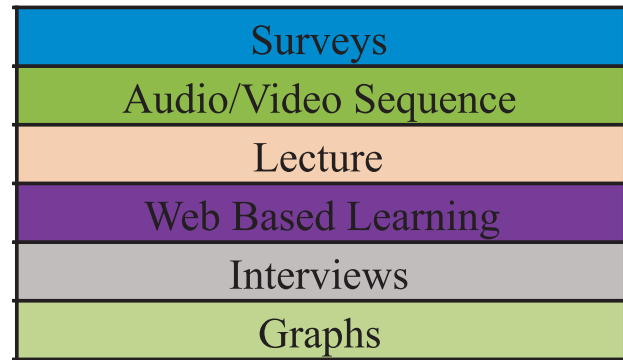 Surveys
Audio/Video Sequence
Lecture
Web Based Learning
Interviews
Graphs